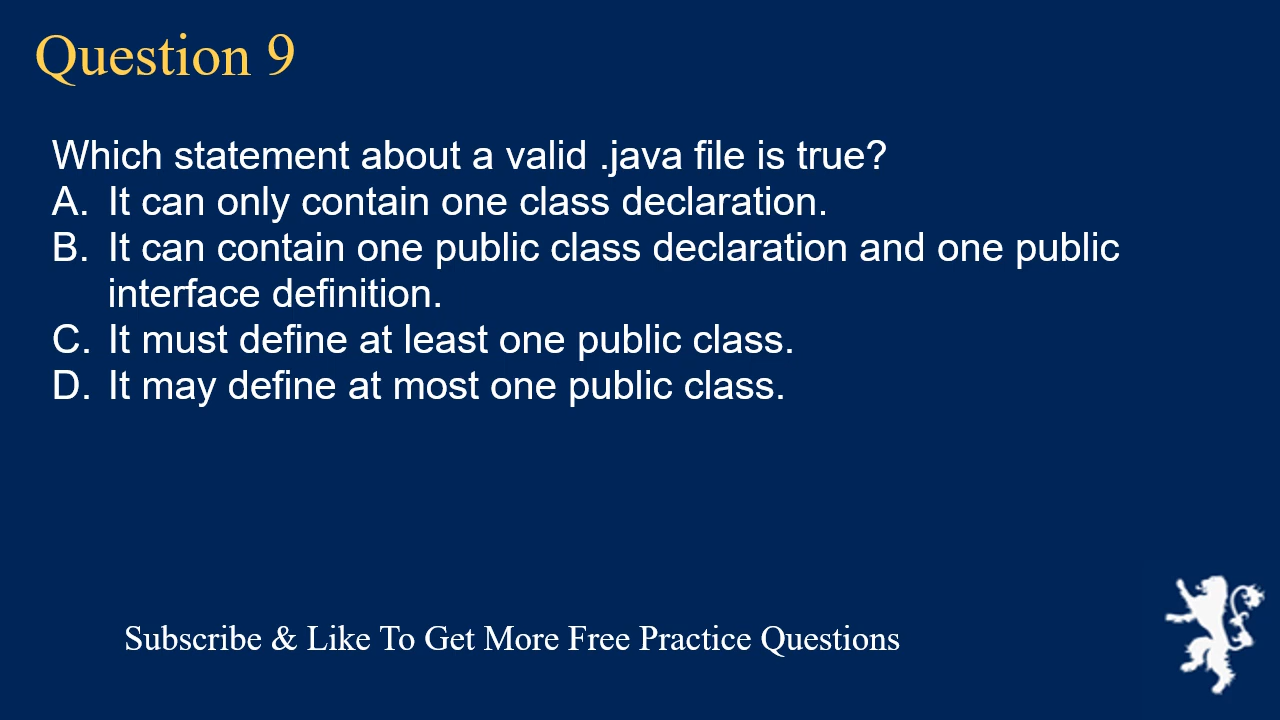 Question 9
Which statement about a valid .java file is true?
A. It can only contain one class declaration.
B. It can contain one public class declaration and one public
interface definition.
C. It must define at least one public class.
D. It may define at most one public class.
Subscribe & Like To Get More Free Practice Questions